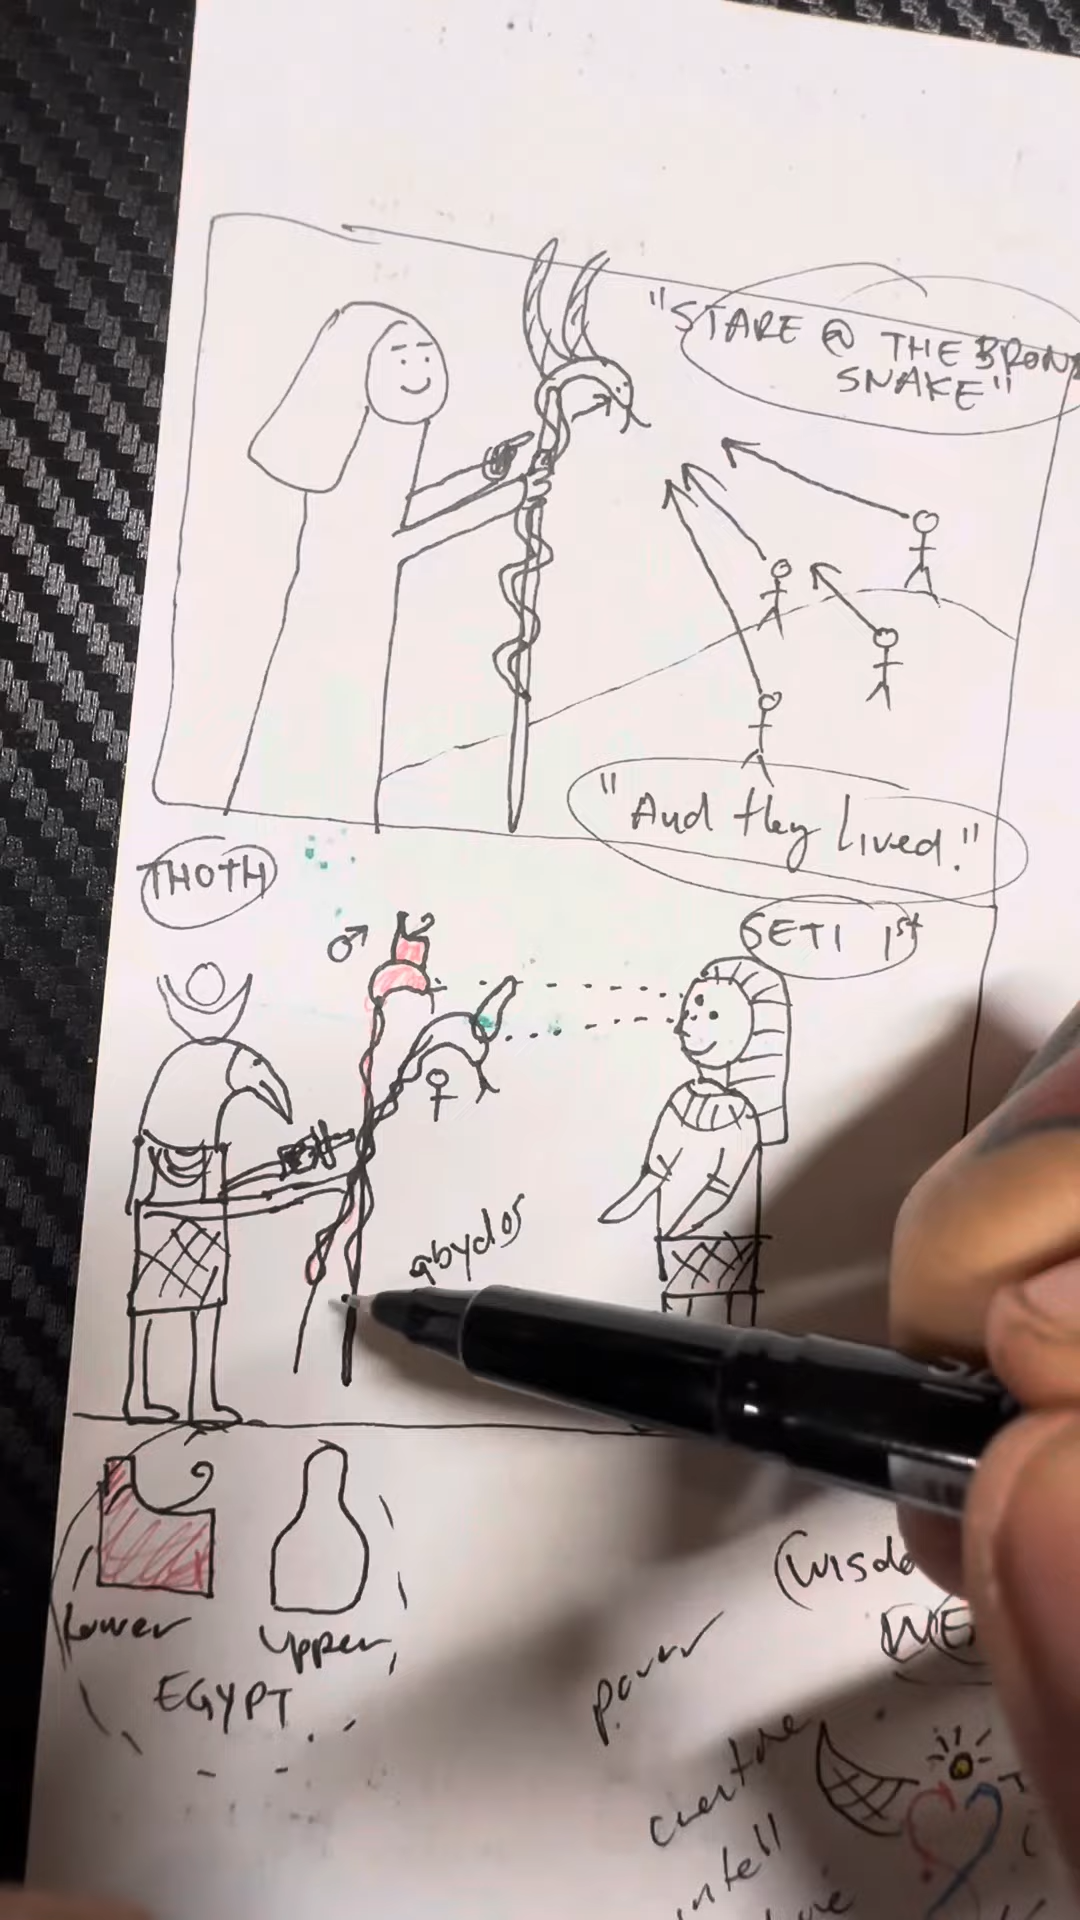 "STARE @ THE BRONZ
SNAKE"
"And they lived."
THOTH
SETI 1st
abydos
Lower
Upper
EGYPT
power